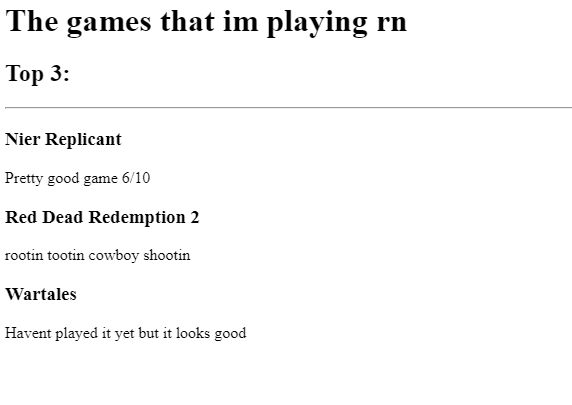 The games that im playing rn
Top 3:
Nier Replicant
Pretty good game 6/10
Red Dead Redemption 2
rootin tootin cowboy shootin
Wartales
Havent played it yet but it looks good